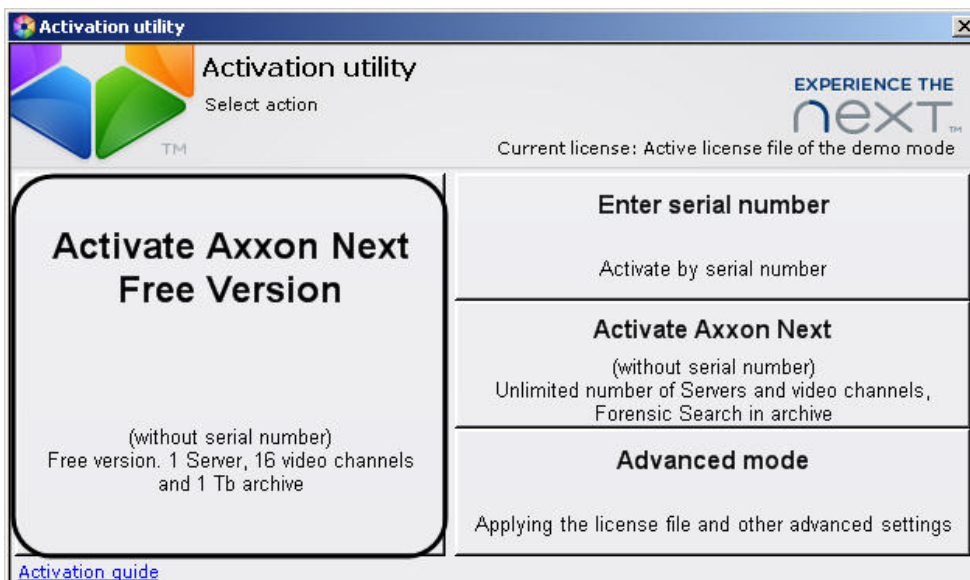 Activation utility
Activation utility
Select action
TM
EXPERIENCE THE
next TM
Current license: Active license file of the demo mode
Activate Axxon Next
Free Version
(without serial number)
Free version. 1 Server, 16 video channels
and 1 Tb archive
Enter serial number
Activate by serial number
Activate Axxon Next
(without serial number)
Unlimited number of Servers and video channels,
Forensic Search in archive
Advanced mode
Applying the license file and other advanced settings
Activation guide